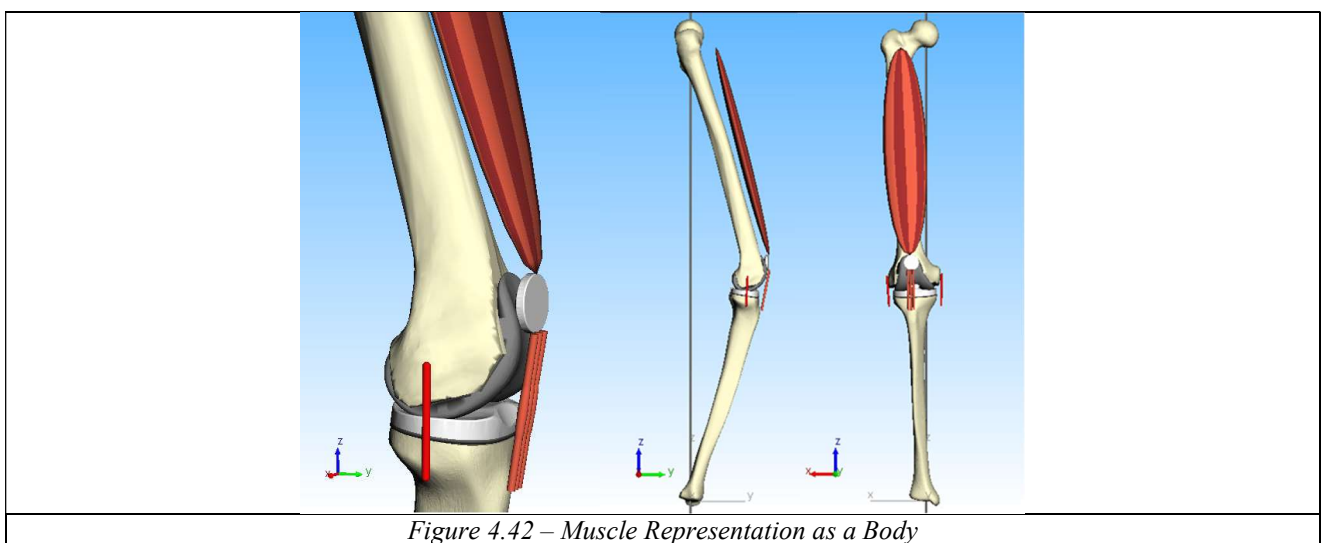 z
x
y
z
y
z
x
y
z
y
z
x
Figure 4.42 – Muscle Representation as a Body